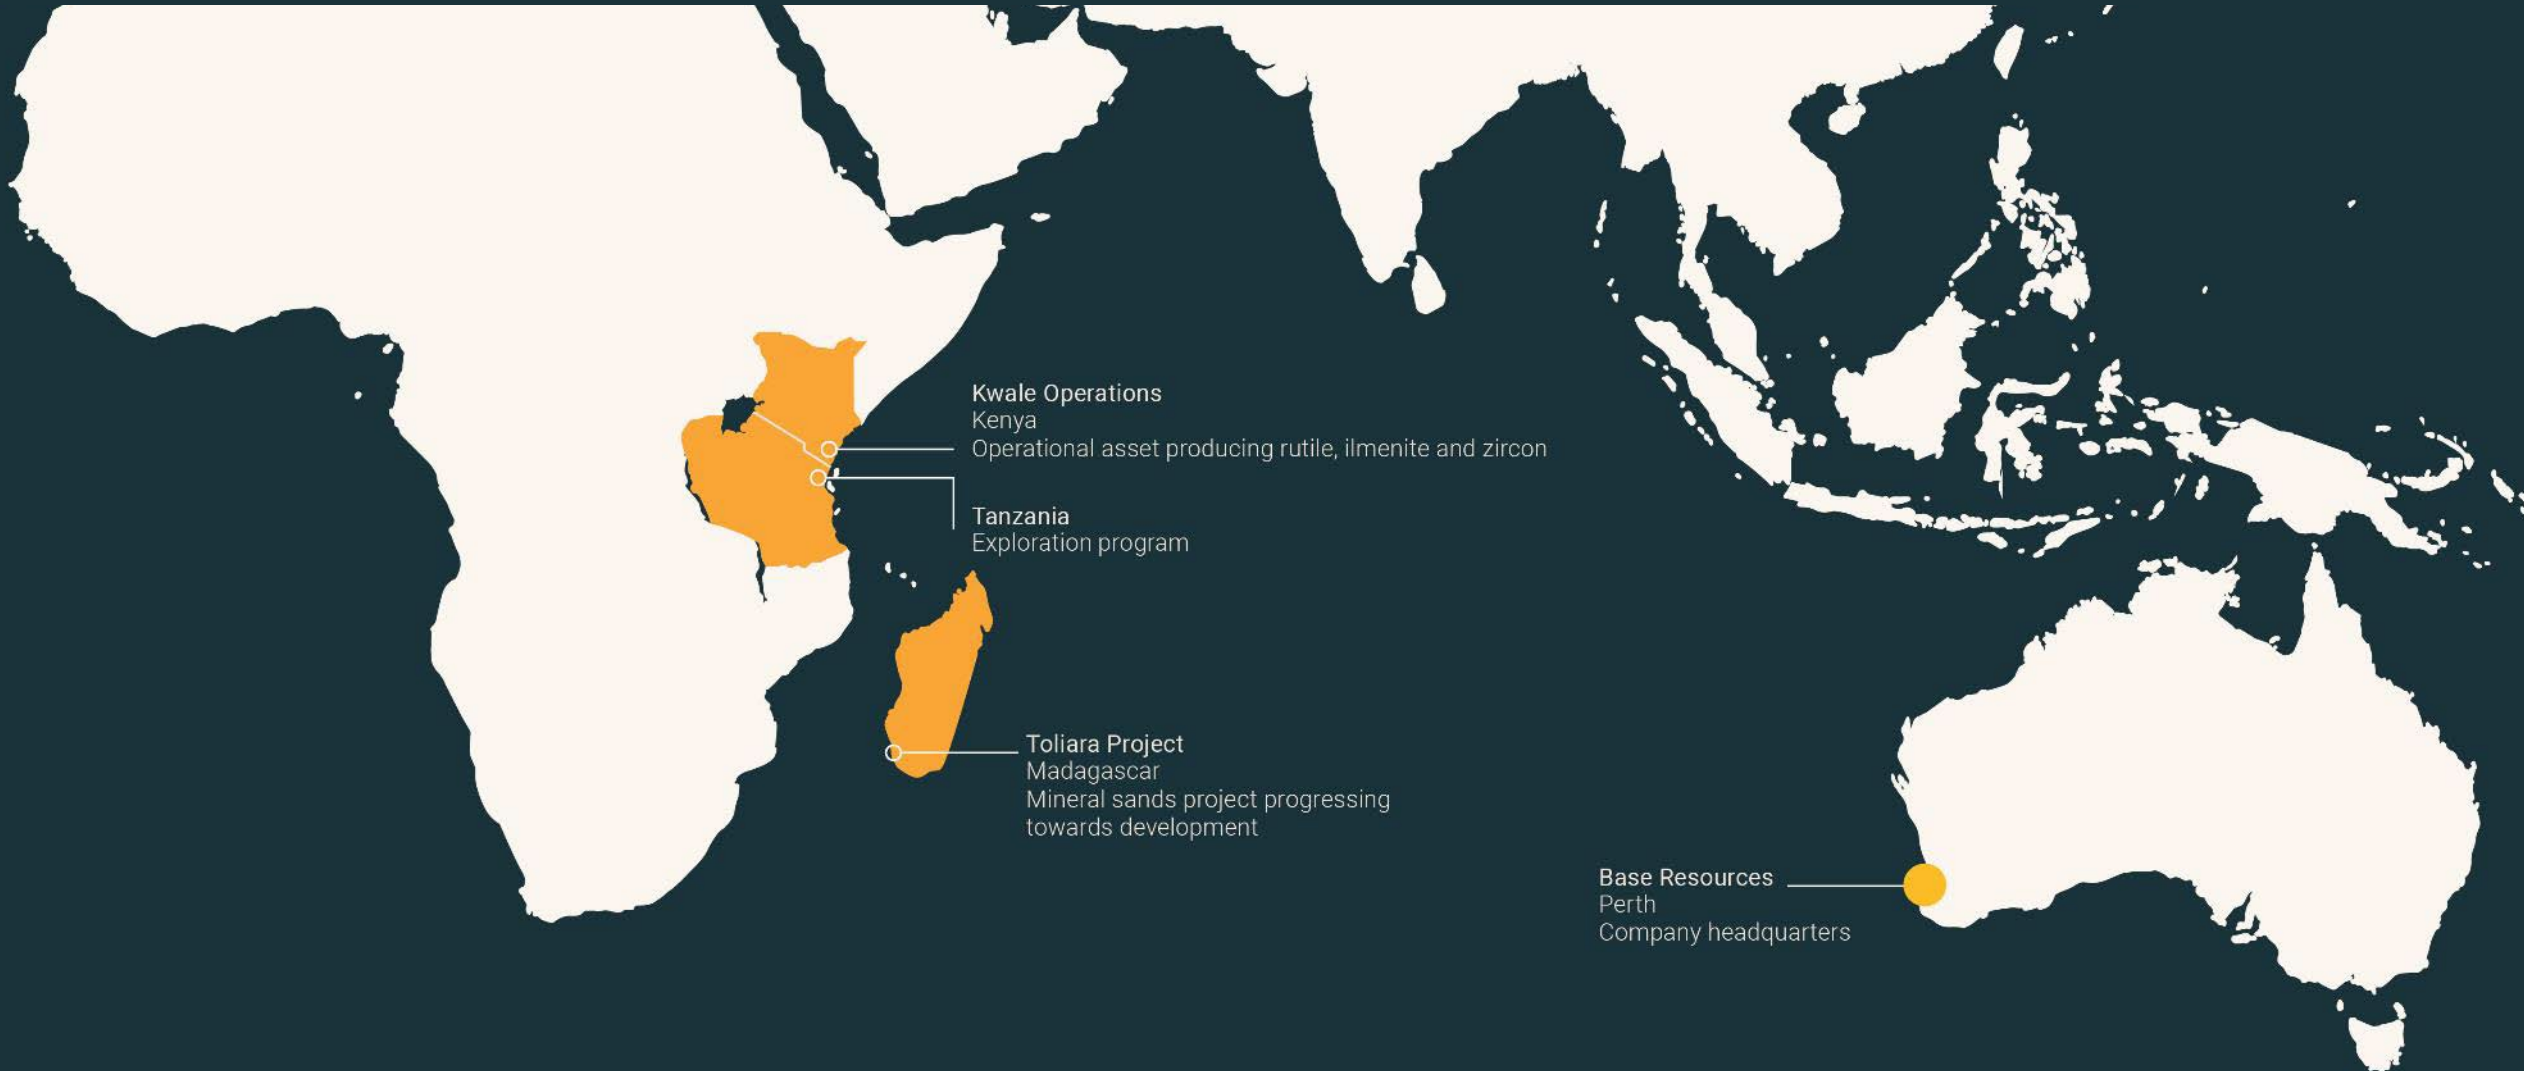 Kwale Operations
Kenya
Operational asset producing rutile, ilmenite and zircon
Tanzania
Exploration program
Toliara Project
Madagascar
Mineral sands project progressing
towards development
Base Resources
Perth
Company headquarters